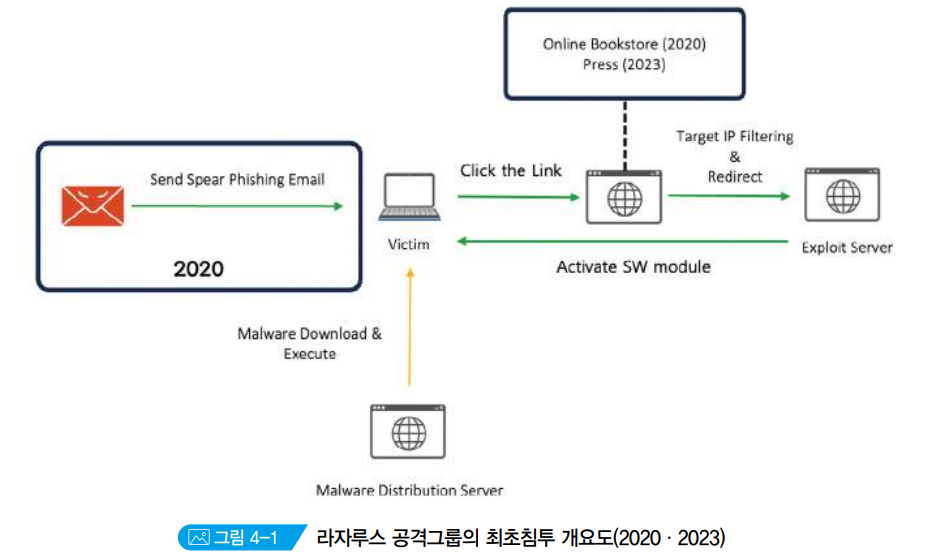 Online Bookstore (2020)
Press (2023)
Target IP Filtering
&
Redirect
Send Spear Phishing Email
Click the Link
Victim
Exploit Server
2020
Activate SW module
Malware Download &
Execute
Malware Distribution Server
그림 4-1 라자루스 공격그룹의 최초침투 개요도(2020 · 2023)